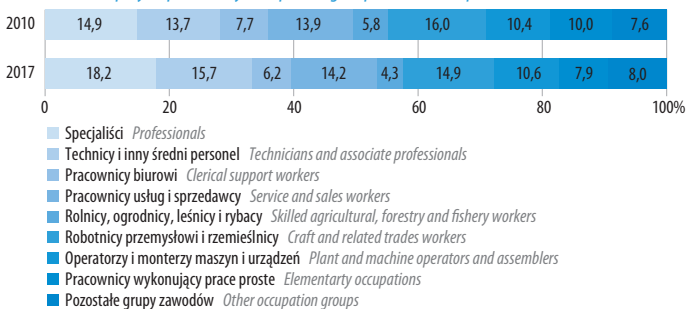 2010 14,9 13,7 7,7 13,9 5,8 16,0 10,4 10,0 7,6
2017 18,2 15,7 6,2 14,2 4,3 14,9 10,6 7,9 8,0
0 20 40 60 80 100%
Specjaliści Professionals
Technicy i inny średni personel Technicians and associate professionals
Pracownicy biurowi Clerical support workers
Pracownicy usług i sprzedawcy Service and sales workers
Rolnicy, ogrodnicy, leśnicy i rybacy Skilled agricultural, forestry and fishery workers
Robotnicy przemysłowi i rzemieślnicy Craft and related trades workers
Operatorzy i monterzy maszyn i urządzeń Plant and machine operators and assemblers
Pracownicy wykonujący prace proste Elementarty occupations
Pozostałe grupy zawodów Other occupation groups